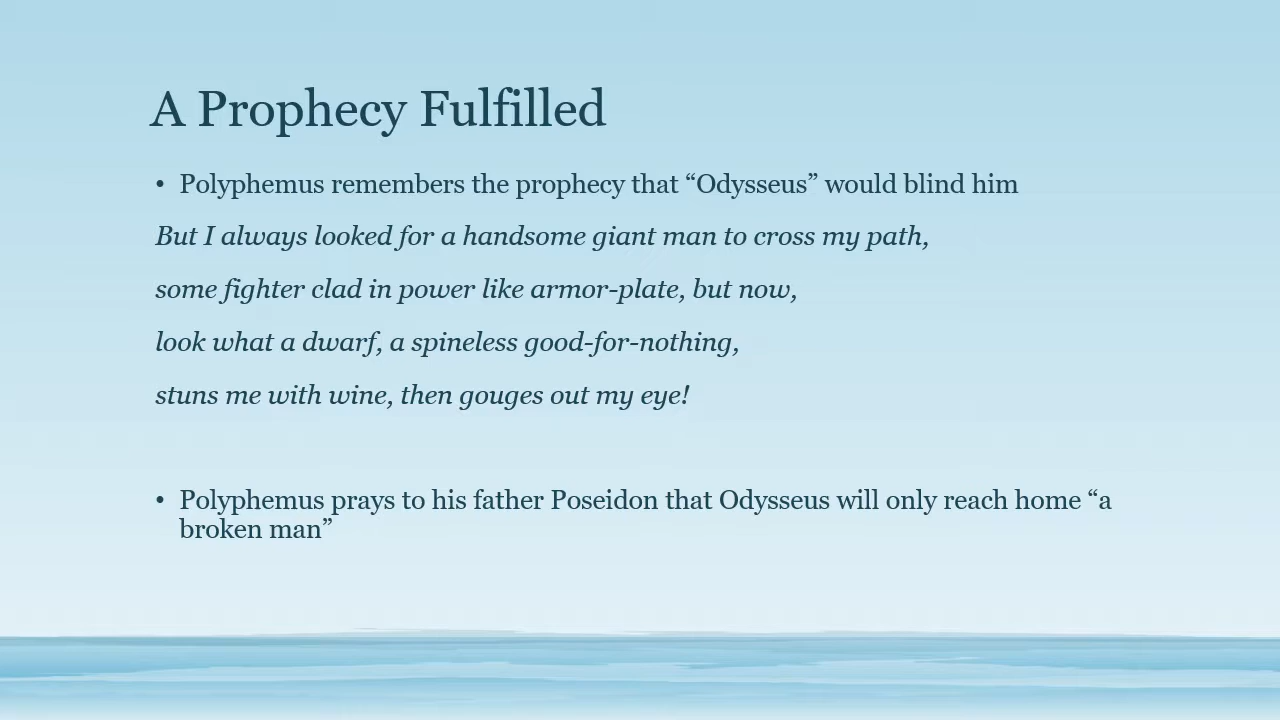 A Prophecy Fulfilled
• Polyphemus remembers the prophecy that “Odysseus” would blind him
But I always looked for a handsome giant man to cross my path,
some fighter clad in power like armor-plate, but now,
look what a dwarf, a spineless good-for-nothing,
stuns me with wine, then gouges out my eye!
• Polyphemus prays to his father Poseidon that Odysseus will only reach home “a
broken man”